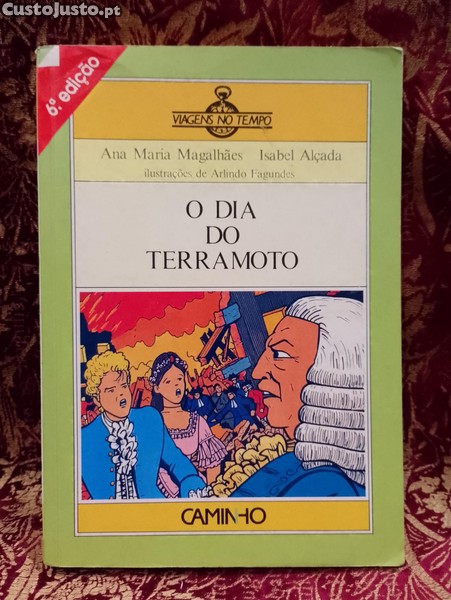 CustoJusto.pt
6.ª edição
VIAGENS NO TEMPO
Ana Maria Magalhães Isabel Alçada
ilustrações de Arlindo Fagundes
O DIA
DO
TERRAMOTO
CAMINHO